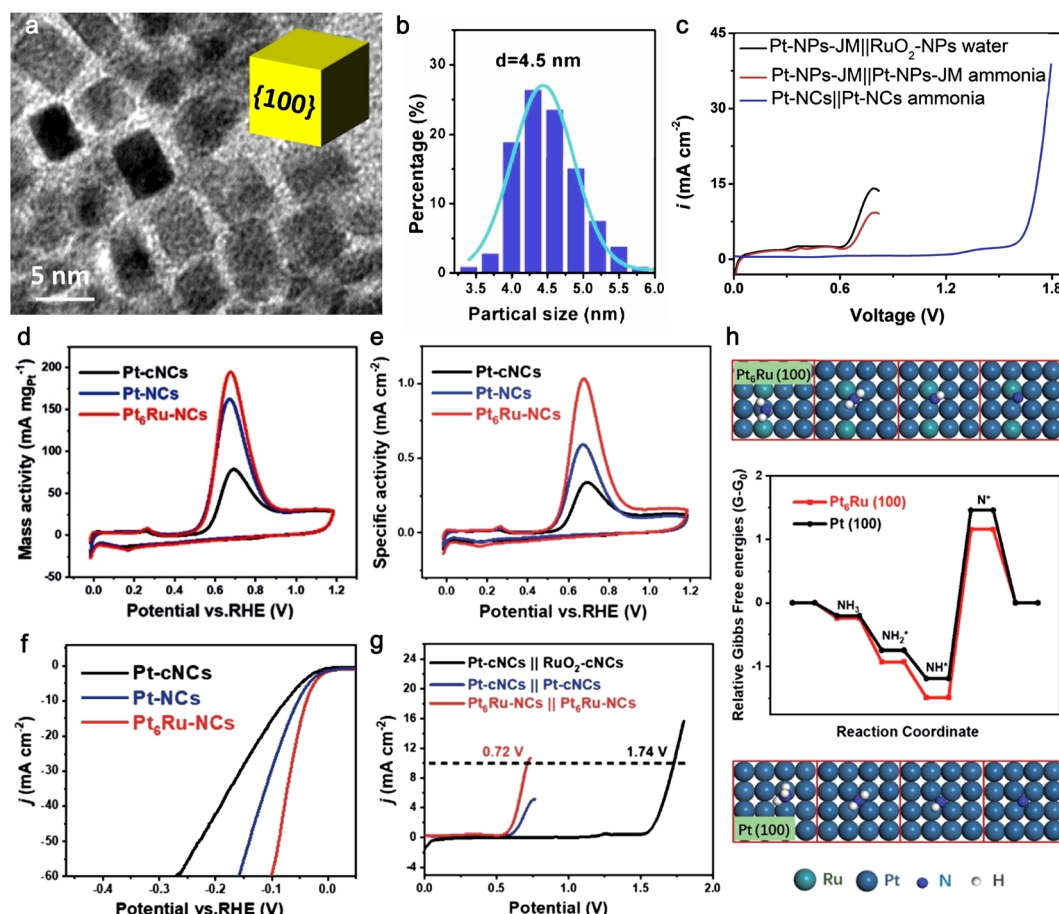 a
{100}
5 nm
b
d=4.5 nm
Percentage (%)
30
20
10
0
3.5 4.0 4.5 5.0 5.5 6.0
Partical size (nm)
c
Pt-NPs-JM||RuO₂-NPs water
Pt-NPs-JM||Pt-NPs-JM ammonia
Pt-NCs||Pt-NCs ammonia
i (mA cm⁻²)
45
30
15
0
0.0 0.6 1.2 1.8
Voltage (V)
d
Pt-cNCs
Pt-NCs
Pt₆Ru-NCs
Mass activity (mA mgPt⁻¹)
200
150
100
50
0
-50
0.0 0.2 0.4 0.6 0.8 1.0 1.2
Potential vs.RHE (V)
e
Pt-cNCs
Pt-NCs
Pt₆Ru-NCs
Specific activity (mA cm⁻²)
1.0
0.5
0.0
0.0 0.2 0.4 0.6 0.8 1.0 1.2
Potential vs.RHE (V)
f
Pt-cNCs
Pt-NCs
Pt₆Ru-NCs
j (mA cm⁻²)
0
-10
-20
-30
-40
-50
-60
-0.4 -0.3 -0.2 -0.1 0.0
Potential vs.RHE (V)
g
Pt-cNCs || RuO₂-cNCs
Pt-cNCs || Pt-cNCs
Pt₆Ru-NCs || Pt₆Ru-NCs
0.72 V 1.74 V
j (mA cm⁻²)
24
20
16
12
8
4
0
-4
0.0 0.5 1.0 1.5 2.0
Potential (V)
h
Pt₆Ru (100)
Relative Gibbs Free energies (G-G₀)
2
1
0
-1
Pt₆Ru (100)
Pt (100)
N*
NH₃
NH₂*
NH*
Reaction Coordinate
Pt (100)
Ru Pt N H